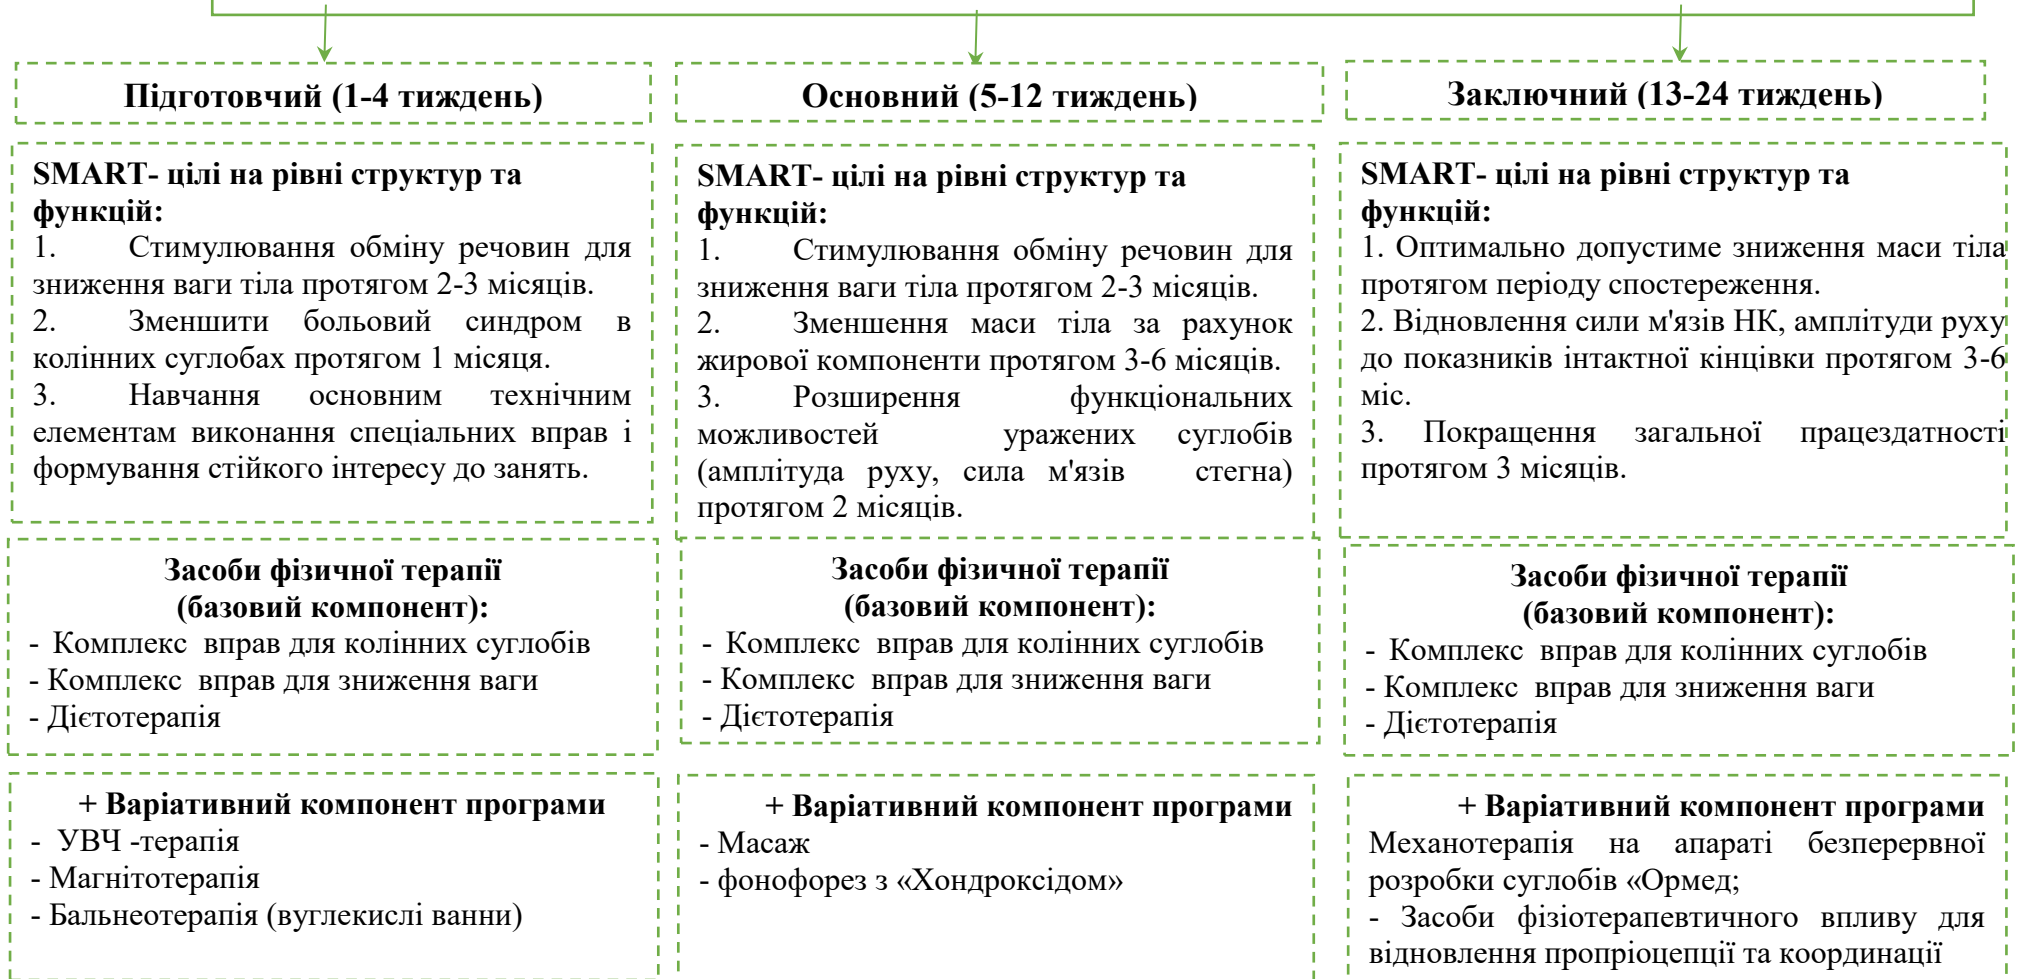 Підготовчий (1-4 тиждень)
Основний (5-12 тиждень)
Заключний (13-24 тиждень)
SMART- цілі на рівні структур та
функцій:
1. Стимулювання обміну речовин для
зниження ваги тіла протягом 2-3 місяців.
2. Зменшити больовий синдром в
колінних суглобах протягом 1 місяця.
3. Навчання основним технічним
елементам виконання спеціальних вправ і
формування стійкого інтересу до занять.
SMART- цілі на рівні структур та
функцій:
1. Стимулювання обміну речовин для
зниження ваги тіла протягом 2-3 місяців.
2. Зменшення маси тіла за рахунок
жирової компоненти протягом 3-6 місяців.
3. Розширення функціональних
можливостей уражених суглобів
(амплітуда руху, сила м'язів стегна)
протягом 2 місяців.
SMART- цілі на рівні структур та
функцій:
1. Оптимально допустиме зниження маси тіла
протягом періоду спостереження.
2. Відновлення сили м'язів НК, амплітуди руху
до показників інтактної кінцівки протягом 3-6
міс.
3. Покращення загальної працездатності
протягом 3 місяців.
Засоби фізичної терапії
(базовий компонент):
- Комплекс вправ для колінних суглобів
- Комплекс вправ для зниження ваги
- Дієтотерапія
Засоби фізичної терапії
(базовий компонент):
- Комплекс вправ для колінних суглобів
- Комплекс вправ для зниження ваги
- Дієтотерапія
Засоби фізичної терапії
(базовий компонент):
- Комплекс вправ для колінних суглобів
- Комплекс вправ для зниження ваги
- Дієтотерапія
+ Варіативний компонент програми
- УВЧ -терапія
- Магнітотерапія
- Бальнеотерапія (вуглекислі ванни)
+ Варіативний компонент програми
- Масаж
- фонофорез з «Хондроксідом»
+ Варіативний компонент програми
Механотерапія на апараті безперервної
розробки суглобів «Ормед;
- Засоби фізіотерапевтичного впливу для
відновлення пропріоцепції та координації